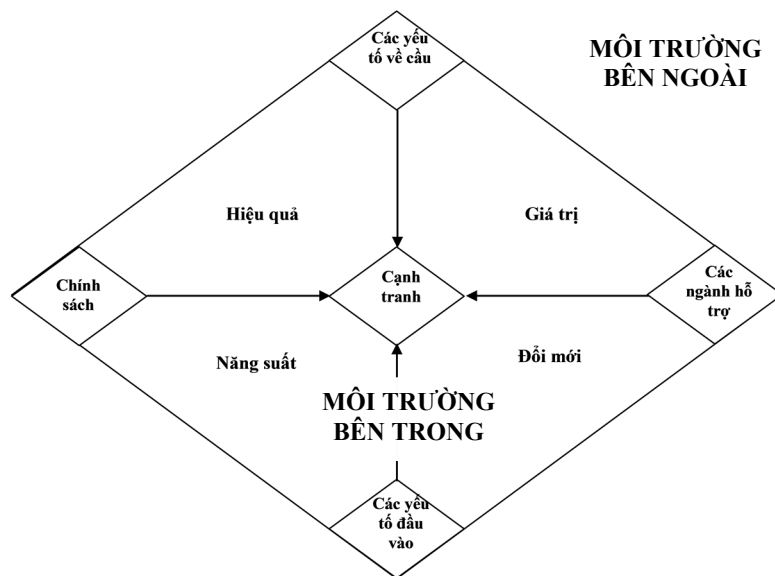 Các yếu
tố về cầu
MÔI TRƯỜNG
BÊN NGOÀI
Hiệu quả
Giá trị
Chính
sách
Cạnh
tranh
Các
ngành hỗ
trợ
Năng suất
Đổi mới
MÔI TRƯỜNG
BÊN TRONG
Các yếu
tố đầu
vào